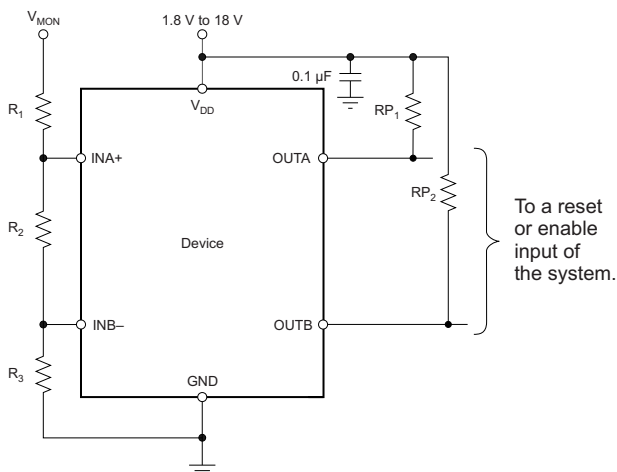 V_MON
1.8 V to 18 V
0.1 µF
R_1
V_DD
RP_1
INA+
OUTA
RP_2
R_2
Device
To a reset
or enable
input of
the system.
INB–
OUTB
R_3
GND